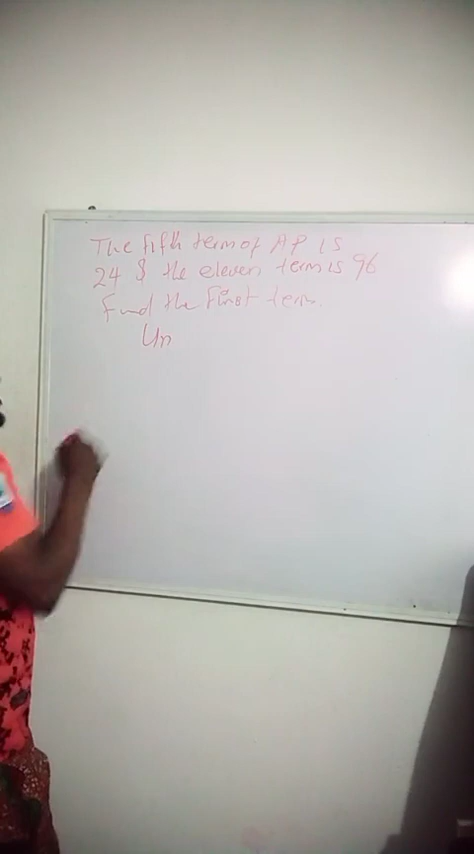 The fifth term of AP is
24 & the eleven term is 96
find the first term.
Un